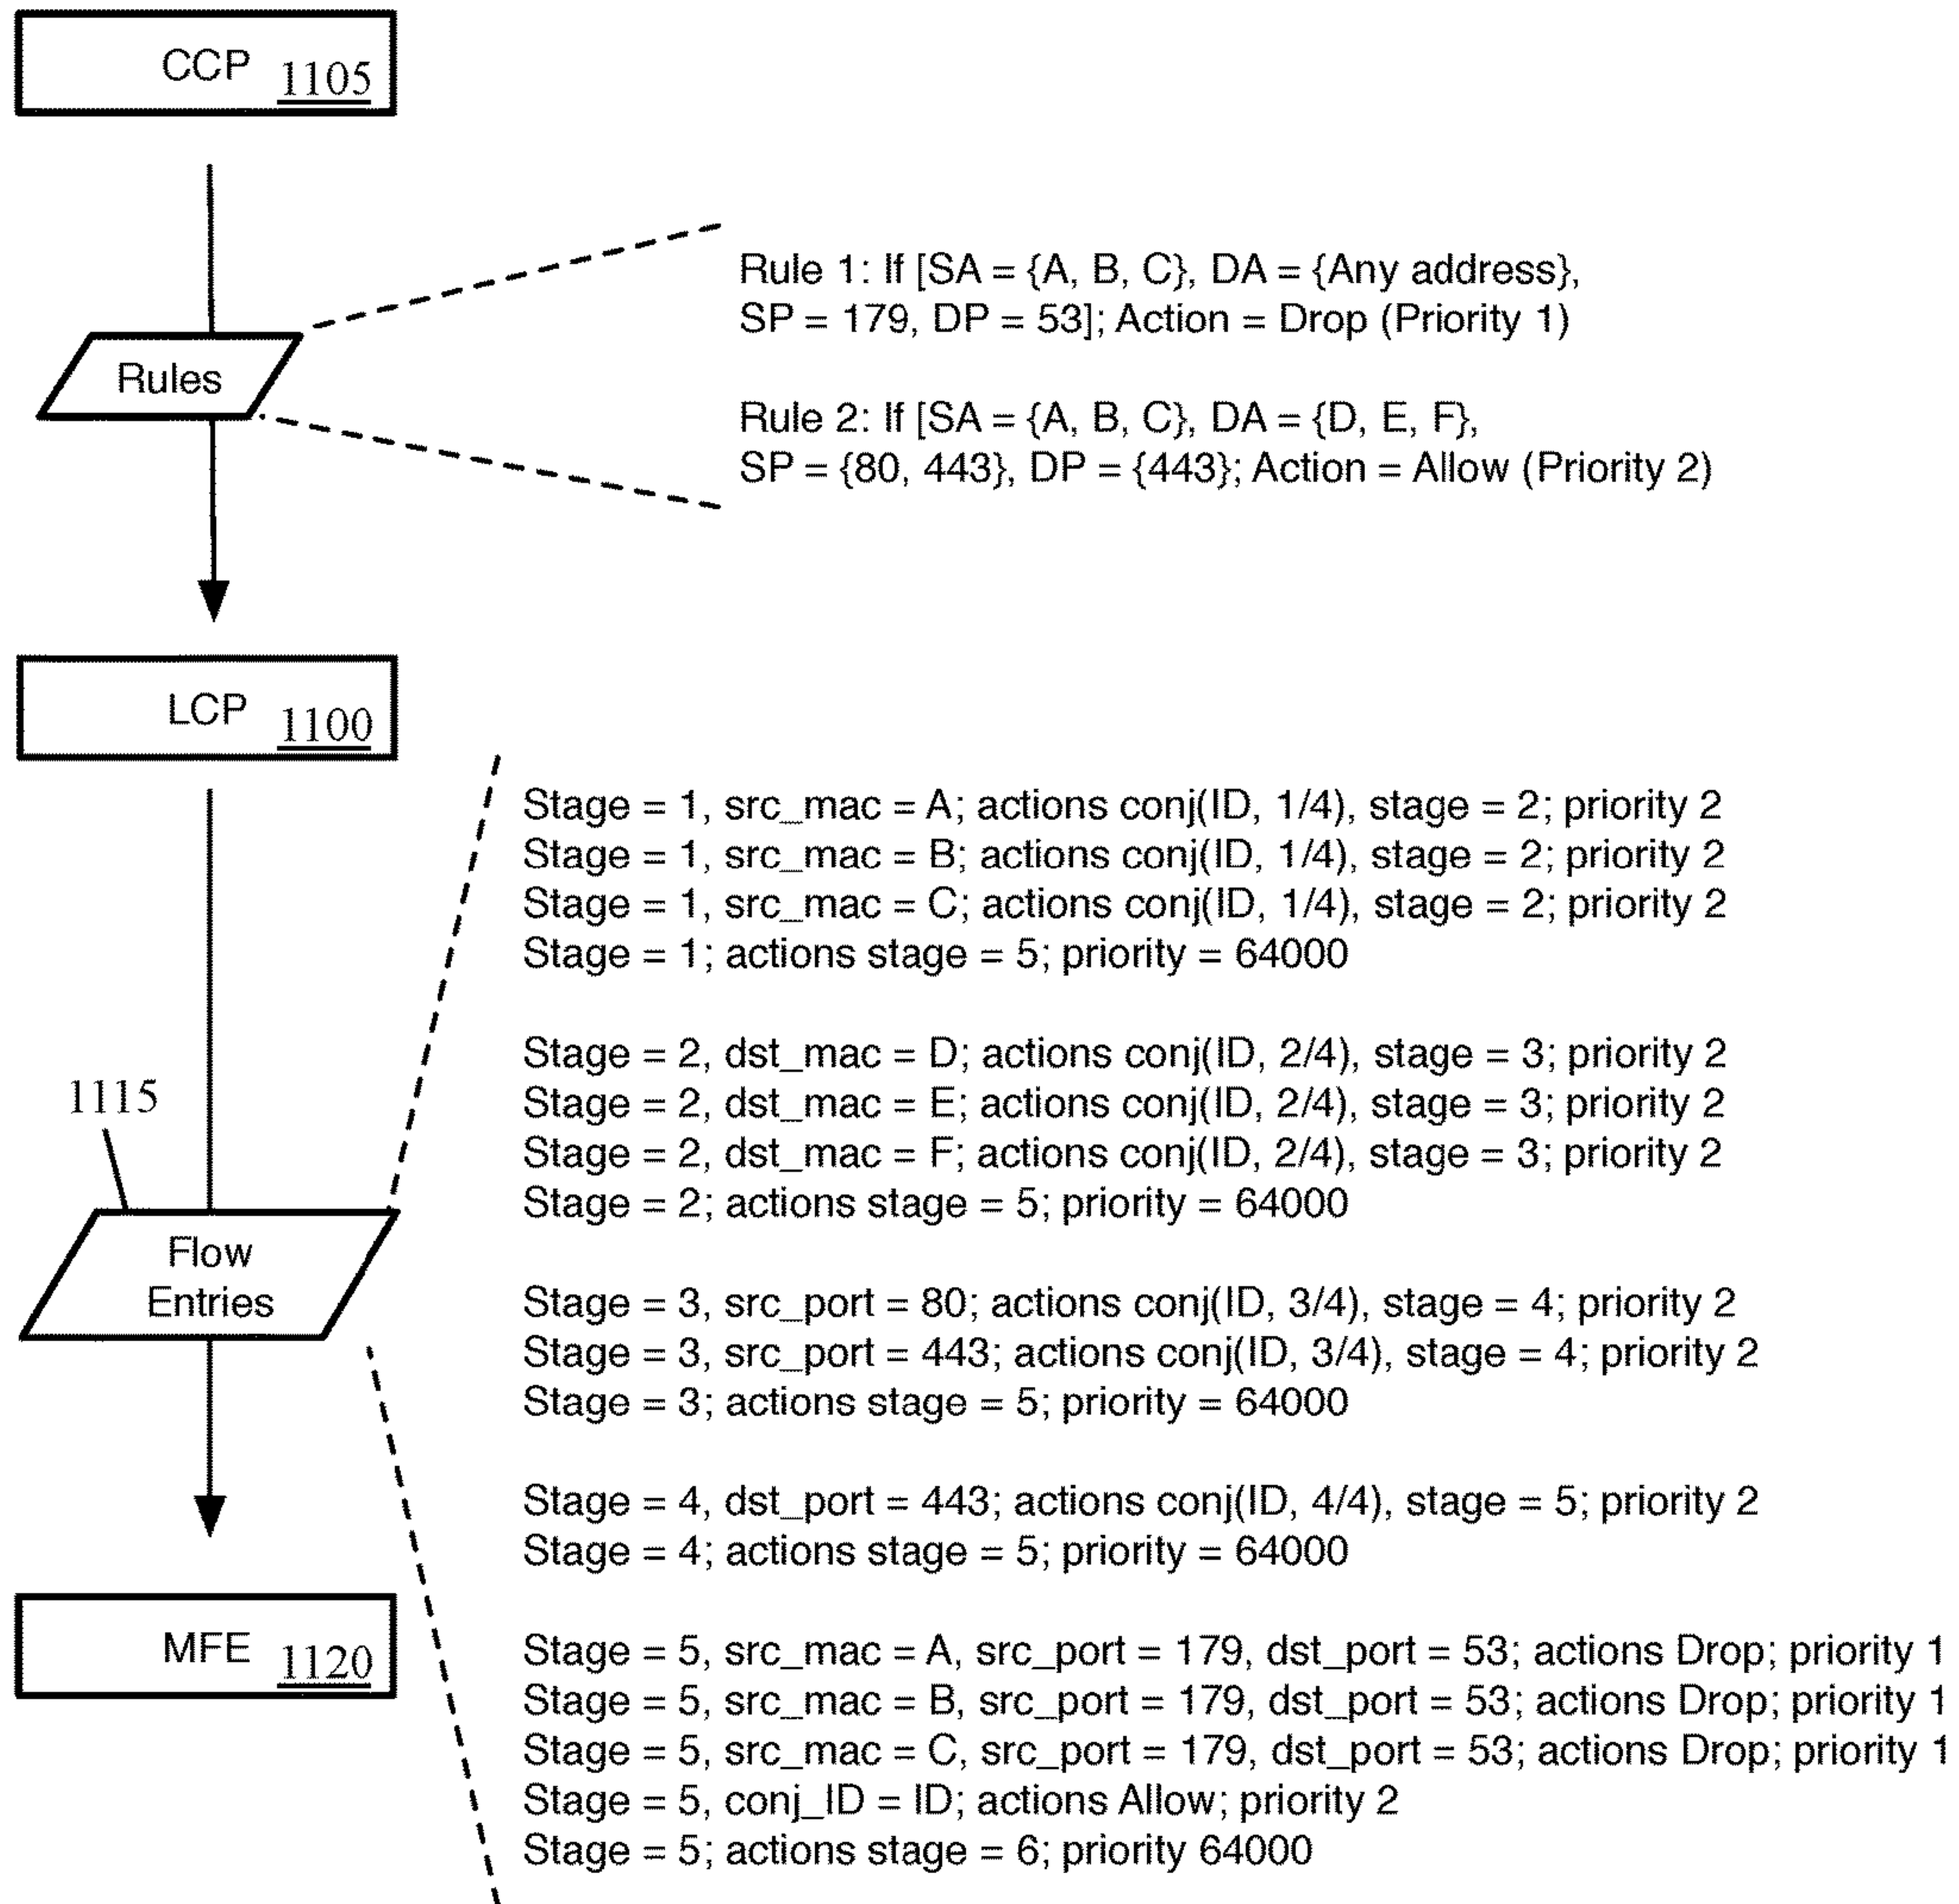 CCP 1105
Rule 1: If [SA = {A, B, C}, DA = {Any address},
SP = 179, DP = 53]; Action = Drop (Priority 1)
Rules
Rule 2: If [SA = {A, B, C}, DA = {D, E, F},
SP = {80, 443}, DP = {443}; Action = Allow (Priority 2)
LCP 1100
Stage = 1, src_mac = A; actions conj(ID, 1/4), stage = 2; priority 2
Stage = 1, src_mac = B; actions conj(ID, 1/4), stage = 2; priority 2
Stage = 1, src_mac = C; actions conj(ID, 1/4), stage = 2; priority 2
Stage = 1; actions stage = 5; priority = 64000
Stage = 2, dst_mac = D; actions conj(ID, 2/4), stage = 3; priority 2
Stage = 2, dst_mac = E; actions conj(ID, 2/4), stage = 3; priority 2
Stage = 2, dst_mac = F; actions conj(ID, 2/4), stage = 3; priority 2
Stage = 2; actions stage = 5; priority = 64000
1115
Flow
Entries
Stage = 3, src_port = 80; actions conj(ID, 3/4), stage = 4; priority 2
Stage = 3, src_port = 443; actions conj(ID, 3/4), stage = 4; priority 2
Stage = 3; actions stage = 5; priority = 64000
Stage = 4, dst_port = 443; actions conj(ID, 4/4), stage = 5; priority 2
Stage = 4; actions stage = 5; priority = 64000
MFE 1120
Stage = 5, src_mac = A, src_port = 179, dst_port = 53; actions Drop; priority 1
Stage = 5, src_mac = B, src_port = 179, dst_port = 53; actions Drop; priority 1
Stage = 5, src_mac = C, src_port = 179, dst_port = 53; actions Drop; priority 1
Stage = 5, conj_ID = ID; actions Allow; priority 2
Stage = 5; actions stage = 6; priority 64000